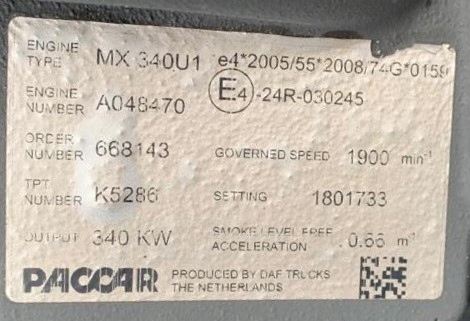 ENGINE TYPE MX 340U1 e4*2005/55*2008/74G*0159
ENGINE NUMBER A048470 E4-24R-030245
ORDER NUMBER 668143 GOVERNED SPEED 1900 min-1
TPT NUMBER K5286 SETTING 1801733
OUTPUT 340 KW SMOKE LEVEL FREE ACCELERATION 0.66 m-1
PACCAR PRODUCED BY DAF TRUCKS
THE NETHERLANDS